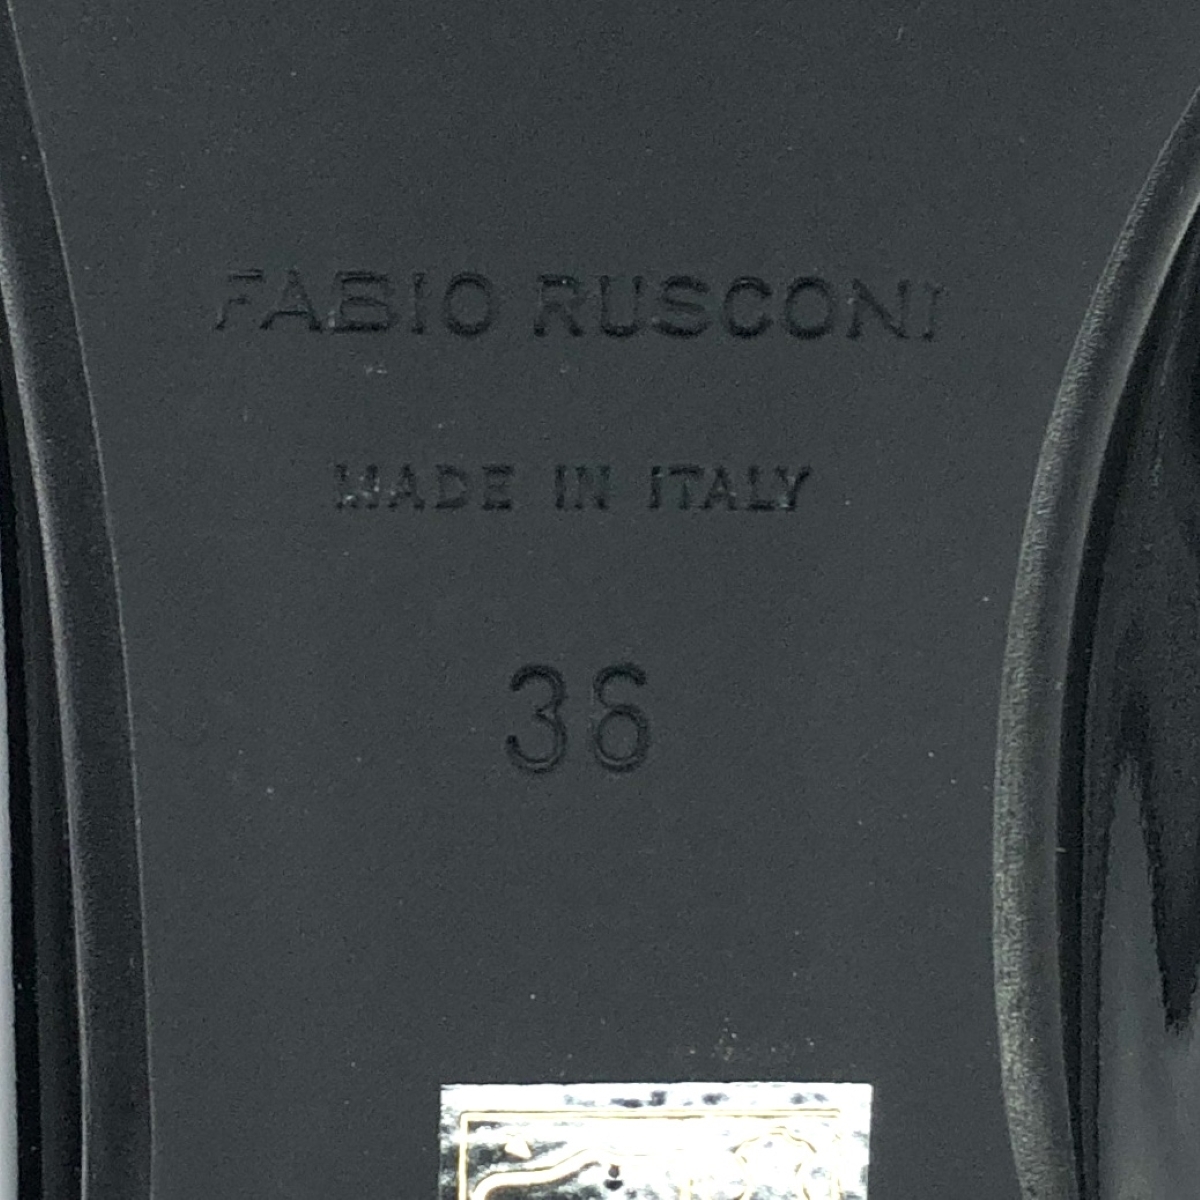 FABIO RUSCONI
MADE IN ITALY
36